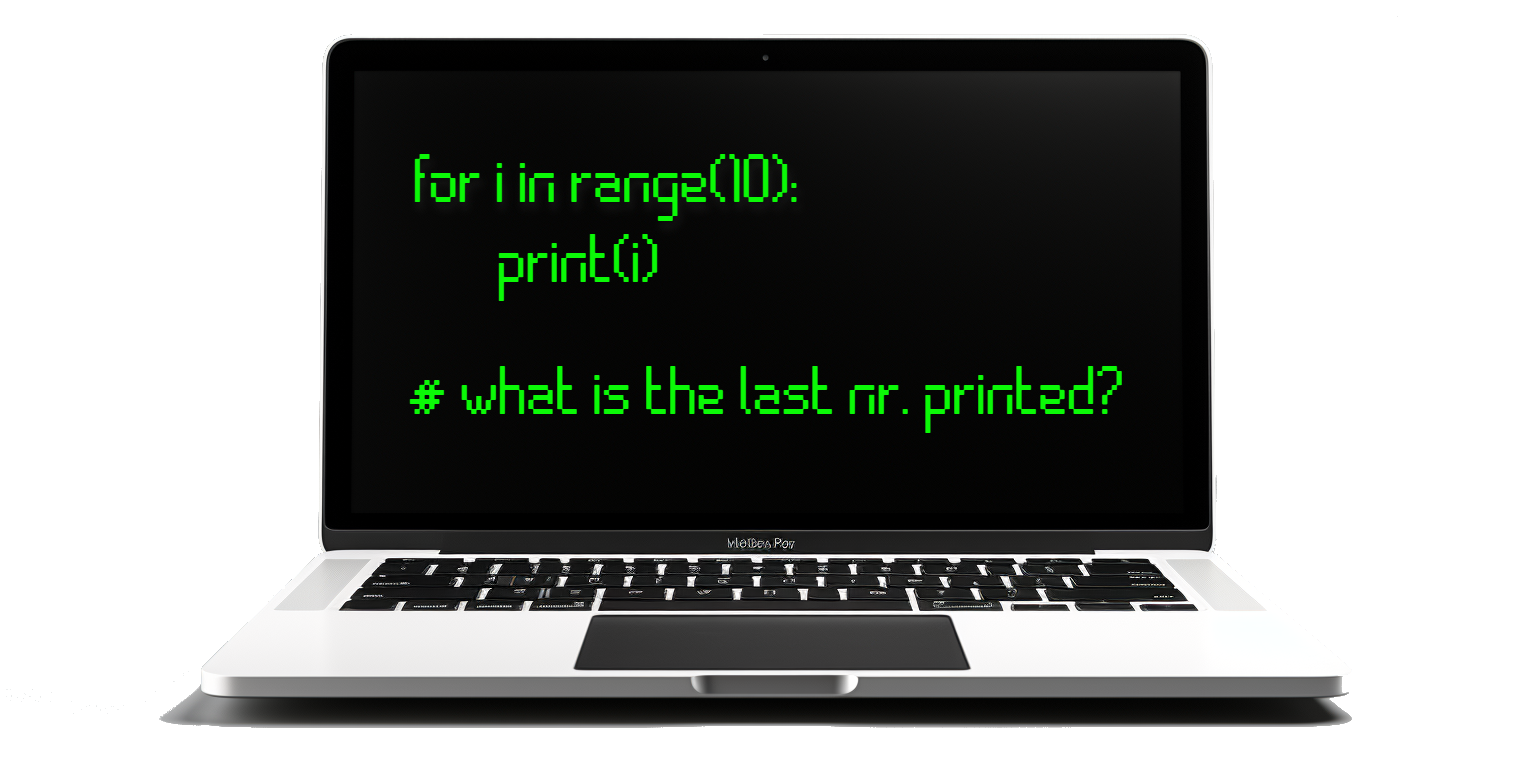 for i in range(10):
print(i)
# what is the last nr. printed?